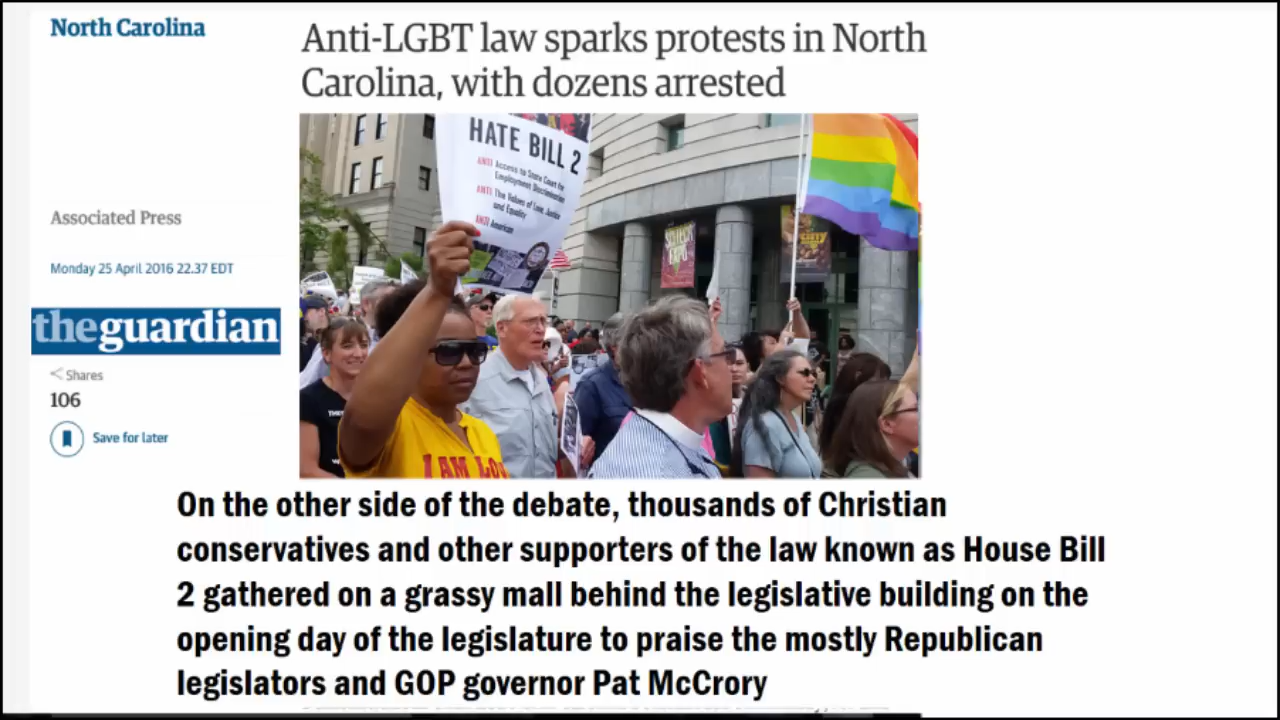 North Carolina
Anti-LGBT law sparks protests in North
Carolina, with dozens arrested
Associated Press
Monday 25 April 2016 22.37 EDT
theguardian
Shares
106
Save for later
HATE BILL 2
ANTI Access to State Court for
Employment Discrimination
ANTI The Values of Love, Justice
and Equality
ANTI American
SCITECH
EXPO
I AM LO
On the other side of the debate, thousands of Christian
conservatives and other supporters of the law known as House Bill
2 gathered on a grassy mall behind the legislative building on the
opening day of the legislature to praise the mostly Republican
legislators and GOP governor Pat McCrory